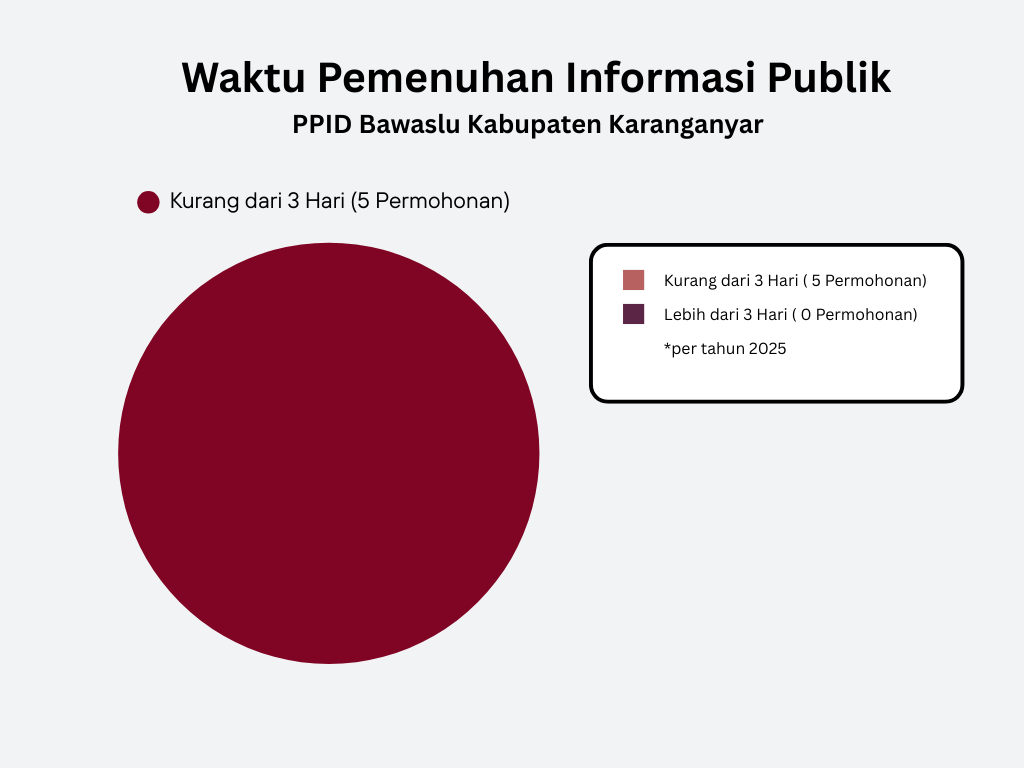 Waktu Pemenuhan Informasi Publik
PPID Bawaslu Kabupaten Karanganyar
Kurang dari 3 Hari (5 Permohonan)
Kurang dari 3 Hari ( 5 Permohonan)
Lebih dari 3 Hari ( 0 Permohonan)
*per tahun 2025